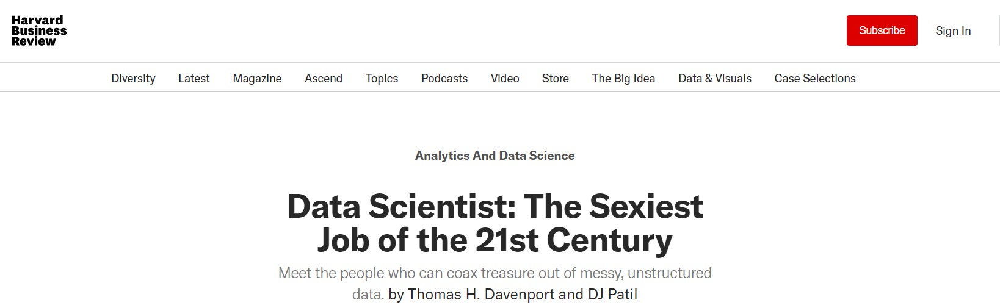 Harvard
Business
Review
Subscribe Sign In
Diversity Latest Magazine Ascend Topics Podcasts Video Store The Big Idea Data & Visuals Case Selections
Analytics And Data Science
Data Scientist: The Sexiest
Job of the 21st Century
Meet the people who can coax treasure out of messy, unstructured
data. by Thomas H. Davenport and DJ Patil